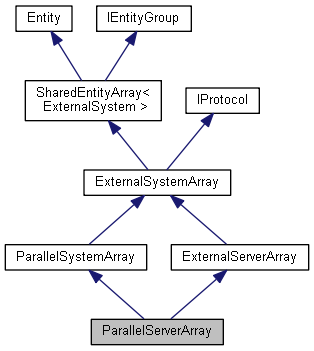 Entity
IEntityGroup
SharedEntityArray<
ExternalSystem >
IProtocol
ExternalSystemArray
ParallelSystemArray
ExternalServerArray
ParallelServerArray